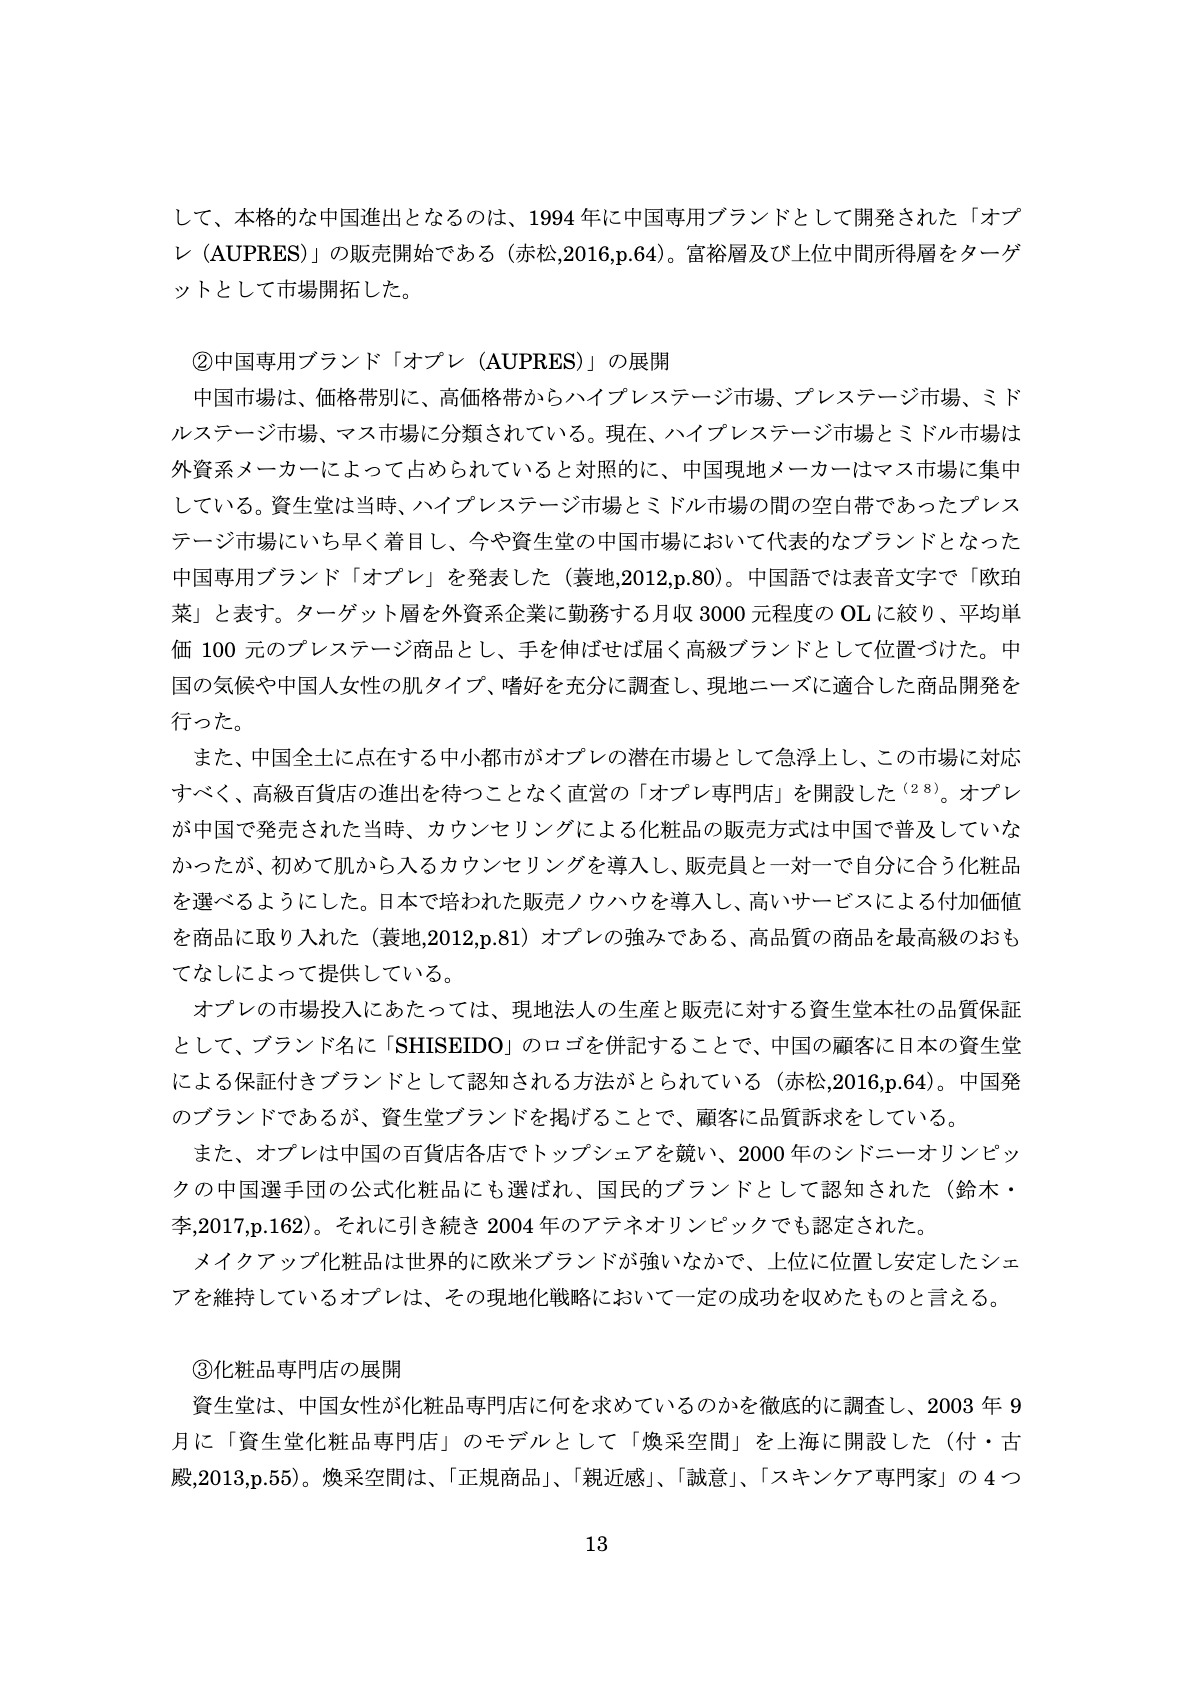 して、本格的な中国進出となるのは、1994 年に中国専用ブランドとして開発された「オプ
レ（AUPRES）」の販売開始である（赤松,2016,p.64）。富裕層及び上位中間所得層をターゲ
ットとして市場開拓した。
②中国専用ブランド「オプレ（AUPRES）」の展開
中国市場は、価格帯別に、高価格帯からハイプレステージ市場、プレステージ市場、ミド
ルステージ市場、マス市場に分類されている。現在、ハイプレステージ市場とミドル市場は
外資系メーカーによって占められていると対照的に、中国現地メーカーはマス市場に集中
している。資生堂は当時、ハイプレステージ市場とミドル市場の間の空白帯であったプレス
テージ市場にいち早く着目し、今や資生堂の中国市場において代表的なブランドとなった
中国専用ブランド「オプレ」を発表した（蓑地,2012,p.80）。中国語では表音文字で「欧珀
菜」と表す。ターゲット層を外資系企業に勤務する月収 3000 元程度の OL に絞り、平均単
価 100 元のプレステージ商品とし、手を伸ばせば届く高級ブランドとして位置づけた。中
国の気候や中国人女性の肌タイプ、嗜好を充分に調査し、現地ニーズに適合した商品開発を
行った。
また、中国全土に点在する中小都市がオプレの潜在市場として急浮上し、この市場に対応
すべく、高級百貨店の進出を待つことなく直営の「オプレ専門店」を開設した（２８）。オプレ
が中国で発売された当時、カウンセリングによる化粧品の販売方式は中国で普及していな
かったが、初めて肌から入るカウンセリングを導入し、販売員と一対一で自分に合う化粧品
を選べるようにした。日本で培われた販売ノウハウを導入し、高いサービスによる付加価値
を商品に取り入れた（蓑地,2012,p.81）オプレの強みである、高品質の商品を最高級のおも
てなしによって提供している。
オプレの市場投入にあたっては、現地法人の生産と販売に対する資生堂本社の品質保証
として、ブランド名に「SHISEIDO」のロゴを併記することで、中国の顧客に日本の資生堂
による保証付きブランドとして認知される方法がとられている（赤松,2016,p.64）。中国発
のブランドであるが、資生堂ブランドを掲げることで、顧客に品質訴求をしている。
また、オプレは中国の百貨店各店でトップシェアを競い、2000 年のシドニーオリンピッ
クの中国選手団の公式化粧品にも選ばれ、国民的ブランドとして認知された（鈴木・
李,2017,p.162）。それに引き続き 2004 年のアテネオリンピックでも認定された。
メイクアップ化粧品は世界的に欧米ブランドが強いなかで、上位に位置し安定したシェ
アを維持しているオプレは、その現地化戦略において一定の成功を収めたものと言える。
③化粧品専門店の展開
資生堂は、中国女性が化粧品専門店に何を求めているのかを徹底的に調査し、2003 年 9
月に「資生堂化粧品専門店」のモデルとして「煥采空間」を上海に開設した（付・古
殿,2013,p.55）。煥采空間は、「正規商品」、「親近感」、「誠意」、「スキンケア専門家」の 4 つ
13